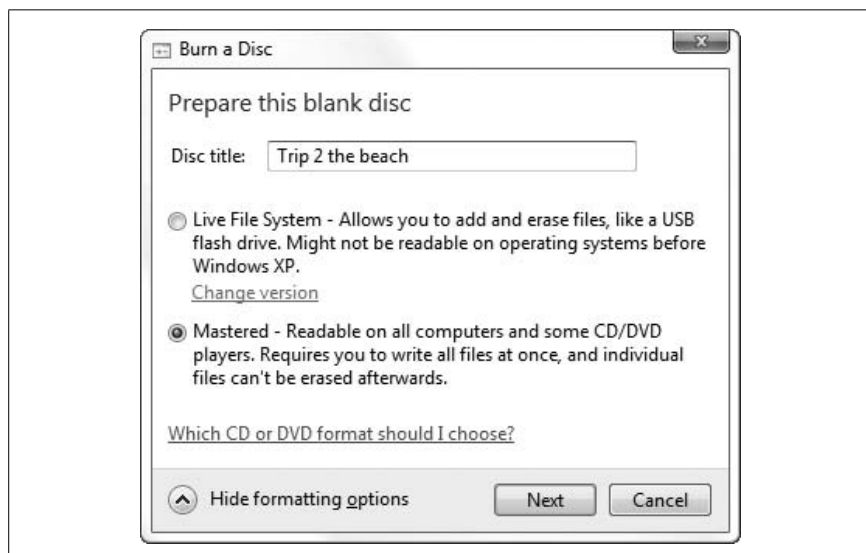 Burn a Disc
Prepare this blank disc
Disc title: Trip 2 the beach
Live File System - Allows you to add and erase files, like a USB
flash drive. Might not be readable on operating systems before
Windows XP.
Change version
Mastered - Readable on all computers and some CD/DVD
players. Requires you to write all files at once, and individual
files can't be erased afterwards.
Which CD or DVD format should I choose?
Hide formatting options Next Cancel